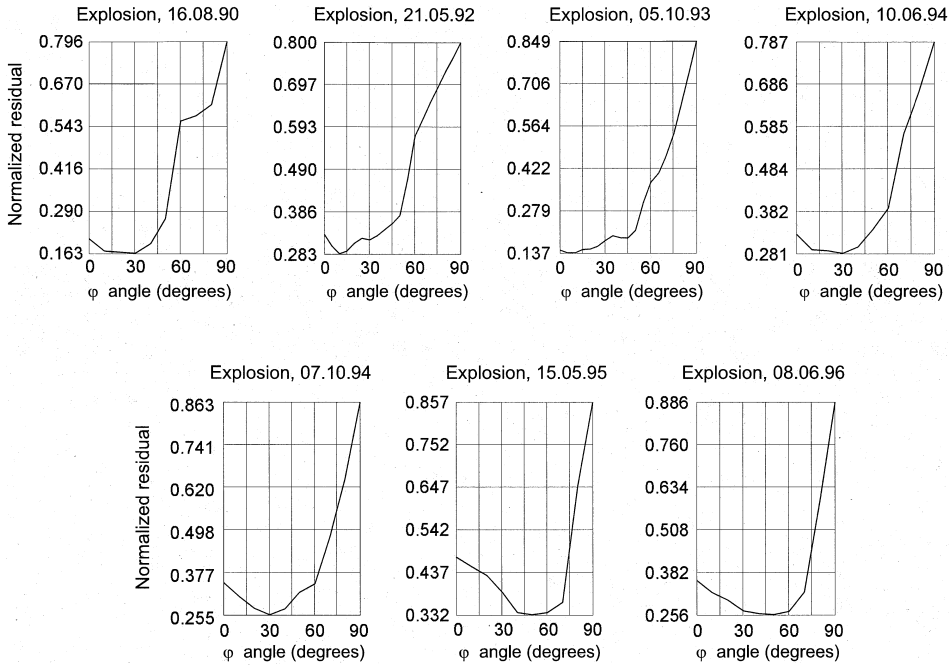 Explosion, 16.08.90
Normalized residual
0.796
0.670
0.543
0.416
0.290
0.163
0 30 60 90
φ angle (degrees)
Explosion, 21.05.92
0.800
0.697
0.593
0.490
0.386
0.283
0 30 60 90
φ angle (degrees)
Explosion, 05.10.93
0.849
0.706
0.564
0.422
0.279
0.137
0 30 60 90
φ angle (degrees)
Explosion, 10.06.94
0.787
0.686
0.585
0.484
0.382
0.281
0 30 60 90
φ angle (degrees)
Explosion, 07.10.94
Normalized residual
0.863
0.741
0.620
0.498
0.377
0.255
0 30 60 90
φ angle (degrees)
Explosion, 15.05.95
0.857
0.752
0.647
0.542
0.437
0.332
0 30 60 90
φ angle (degrees)
Explosion, 08.06.96
0.886
0.760
0.634
0.508
0.382
0.256
0 30 60 90
φ angle (degrees)